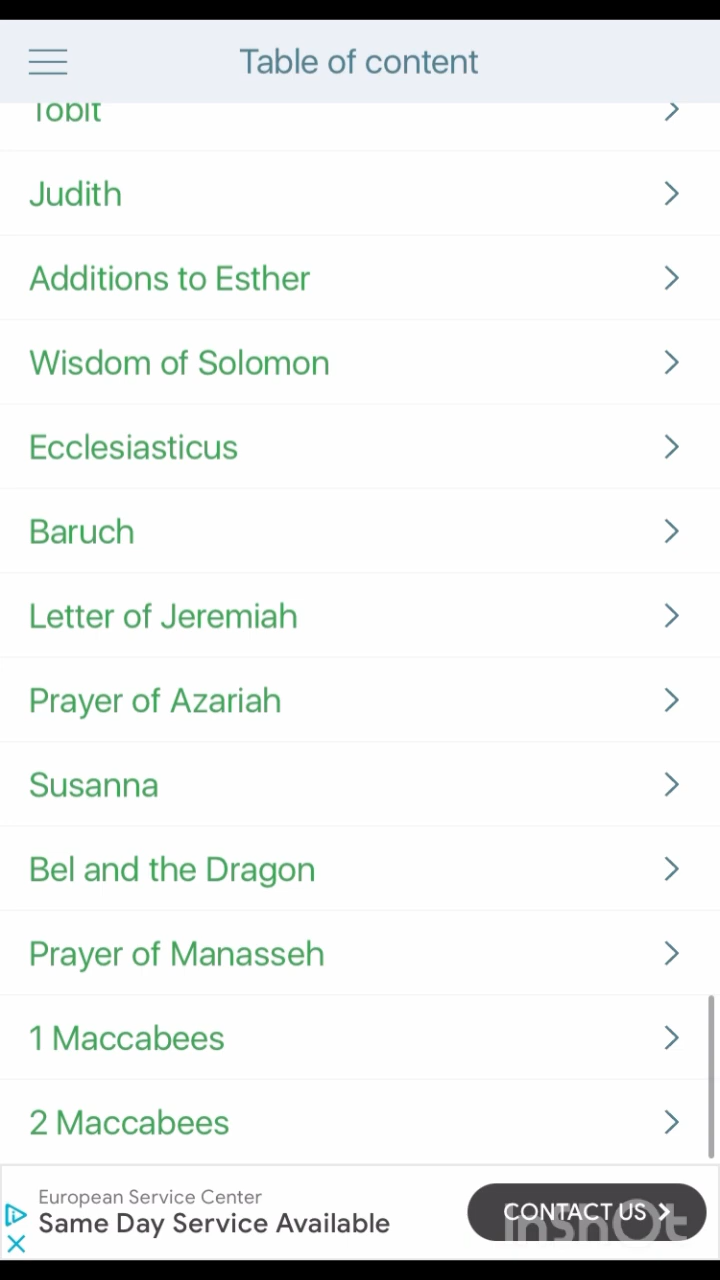 Table of content
Tobit
Judith
Additions to Esther
Wisdom of Solomon
Ecclesiasticus
Baruch
Letter of Jeremiah
Prayer of Azariah
Susanna
Bel and the Dragon
Prayer of Manasseh
1 Maccabees
2 Maccabees
European Service Center
Same Day Service Available
CONTACT US
InShOt